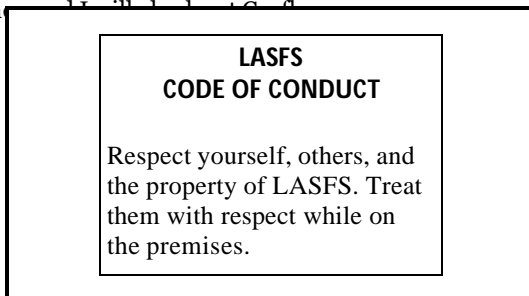 LASFS
CODE OF CONDUCT
Respect yourself, others, and
the property of LASFS. Treat
them with respect while on
the premises.